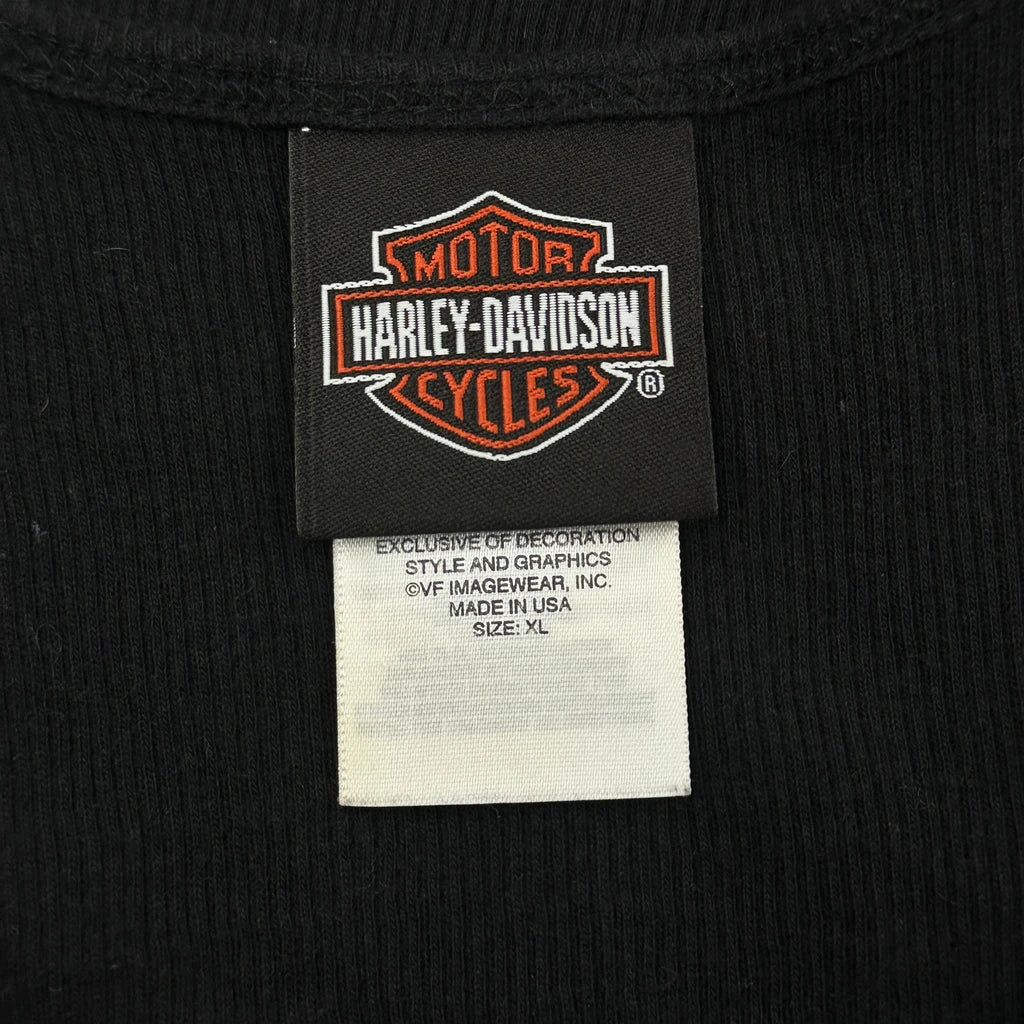 MOTOR
HARLEY-DAVIDSON
CYCLES
®
EXCLUSIVE OF DECORATION
STYLE AND GRAPHICS
©VF IMAGEWEAR, INC.
MADE IN USA
SIZE: XL